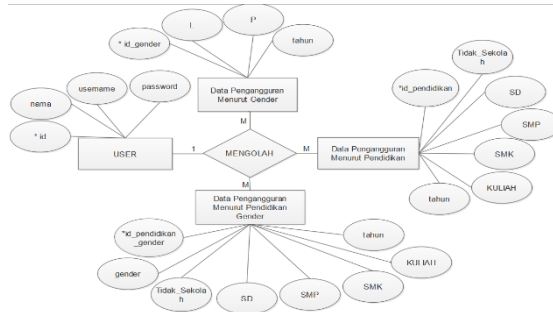 L
P
* id_gender
tahun
Data Pengangguran
Menurut Gender
Tidak_Sekola
h
*id_pendidikan
SD
SMP
SMK
KULIAH
tahun
username
password
nama
* id
USER
1
MENGOLAH
M
M
M
Data Pengangguran
Menurut Pendidikan
Data Pengangguran
Menurut Pendidikan
Gender
*id_pendidikan
_gender
gender
Tidak_Sekola
h
SD
SMP
SMK
KULIAH
tahun